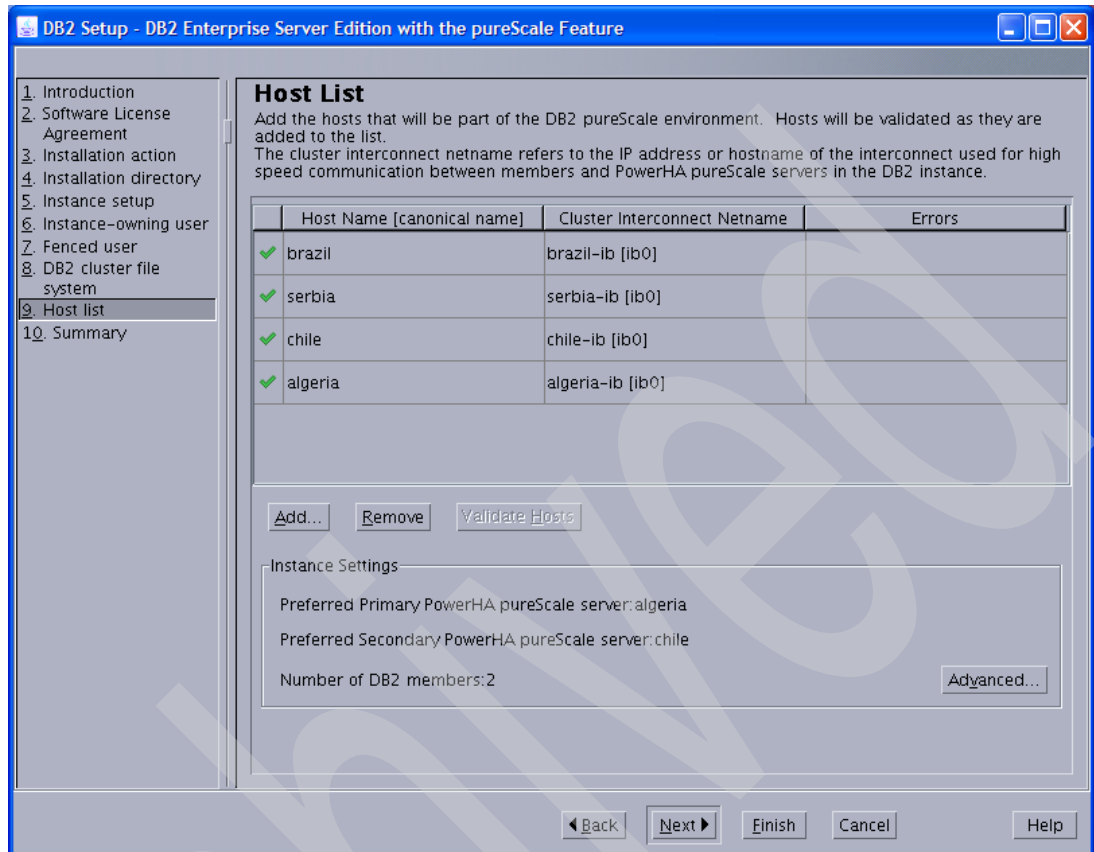 DB2 Setup - DB2 Enterprise Server Edition with the pureScale Feature
1. Introduction
2. Software License
Agreement
3. Installation action
4. Installation directory
5. Instance setup
6. Instance-owning user
7. Fenced user
8. DB2 cluster file
system
9. Host list
10. Summary
Host List
Add the hosts that will be part of the DB2 pureScale environment. Hosts will be validated as they are
added to the list.
The cluster interconnect netname refers to the IP address or hostname of the interconnect used for high
speed communication between members and PowerHA pureScale servers in the DB2 instance.
Host Name [canonical name] Cluster Interconnect Netname Errors
brazil brazil-ib [ib0]
serbia serbia-ib [ib0]
chile chile-ib [ib0]
algeria algeria-ib [ib0]
Add... Remove Validate Hosts
Instance Settings
Preferred Primary PowerHA pureScale server:algeria
Preferred Secondary PowerHA pureScale server:chile
Number of DB2 members:2 Advanced...
Back Next Finish Cancel Help